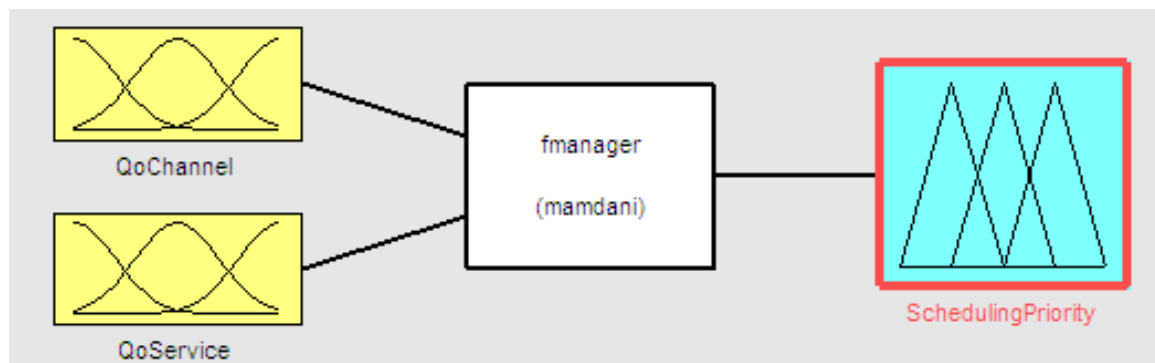 QoChannel
QoService
fmanager
(mamdani)
SchedulingPriority